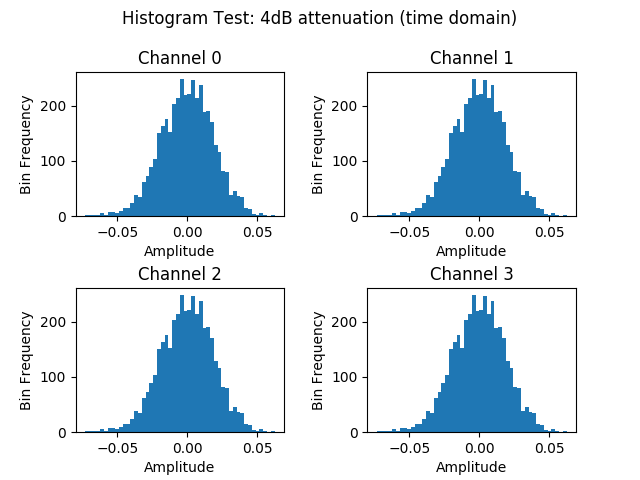 Histogram Test: 4dB attenuation (time domain)
Channel 0
Channel 1
Bin Frequency
200
100
0
−0.05 0.00 0.05
Amplitude
Bin Frequency
200
100
0
−0.05 0.00 0.05
Amplitude
Channel 2
Channel 3
Bin Frequency
200
100
0
−0.05 0.00 0.05
Amplitude
Bin Frequency
200
100
0
−0.05 0.00 0.05
Amplitude